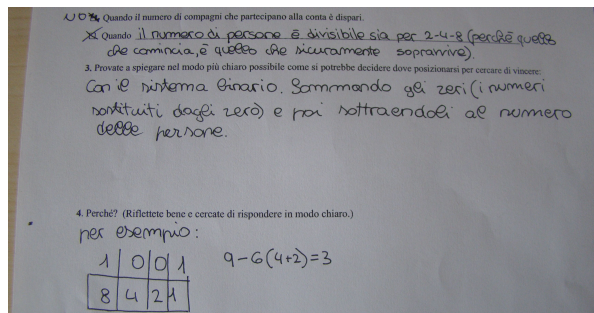 NO Quando il numero di compagni che partecipano alla conta è dispari.
Quando il numero di persone è divisibile sia per 2-4-8 (perché quello
che comincia, è quello che sicuramente sopravvive).
3. Provate a spiegare nel modo più chiaro possibile come si potrebbe decidere dove posizionarsi per cercare di vincere:
Con il sistema binario. Sommando gli zeri (i numeri
sostituiti dagli zero) e poi sottraendoli al numero
delle persone.
4. Perché? (Riflettete bene e cercate di rispondere in modo chiaro.)
per esempio:
1 0 0 1 9-6(4+2)=3
8 4 2 1